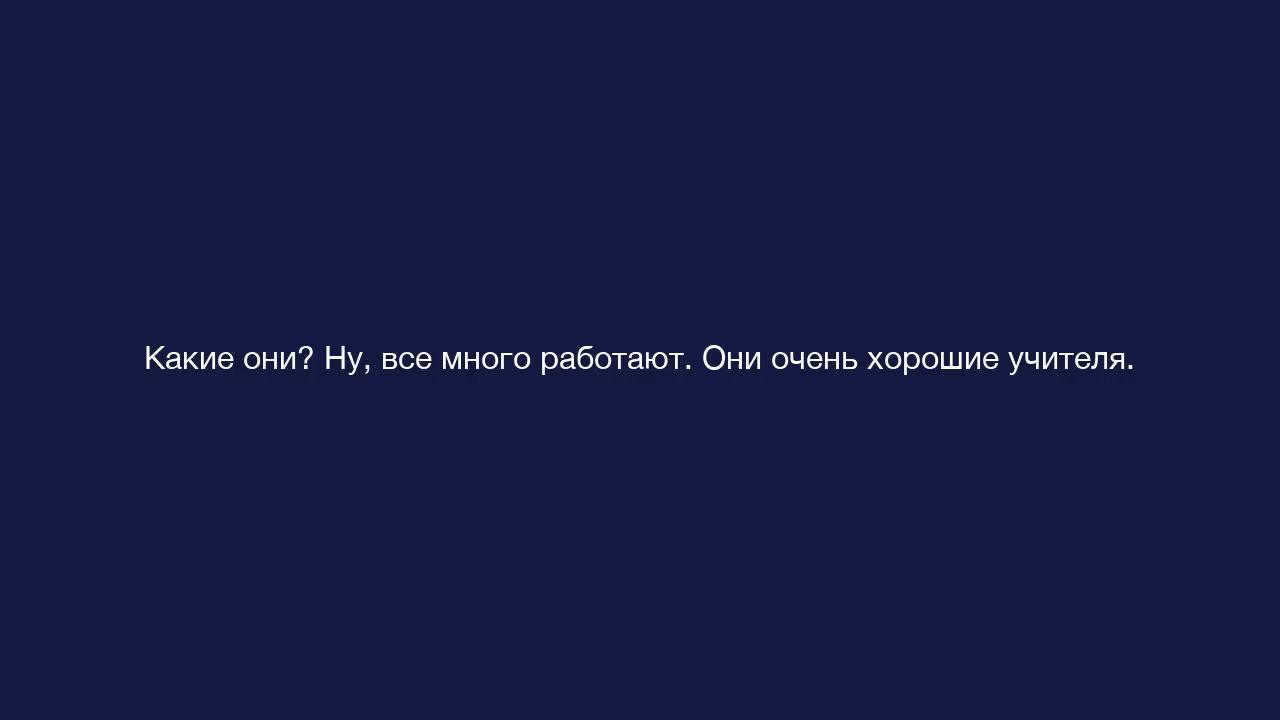 Какие они? Ну, все много работают. Они очень хорошие учителя.